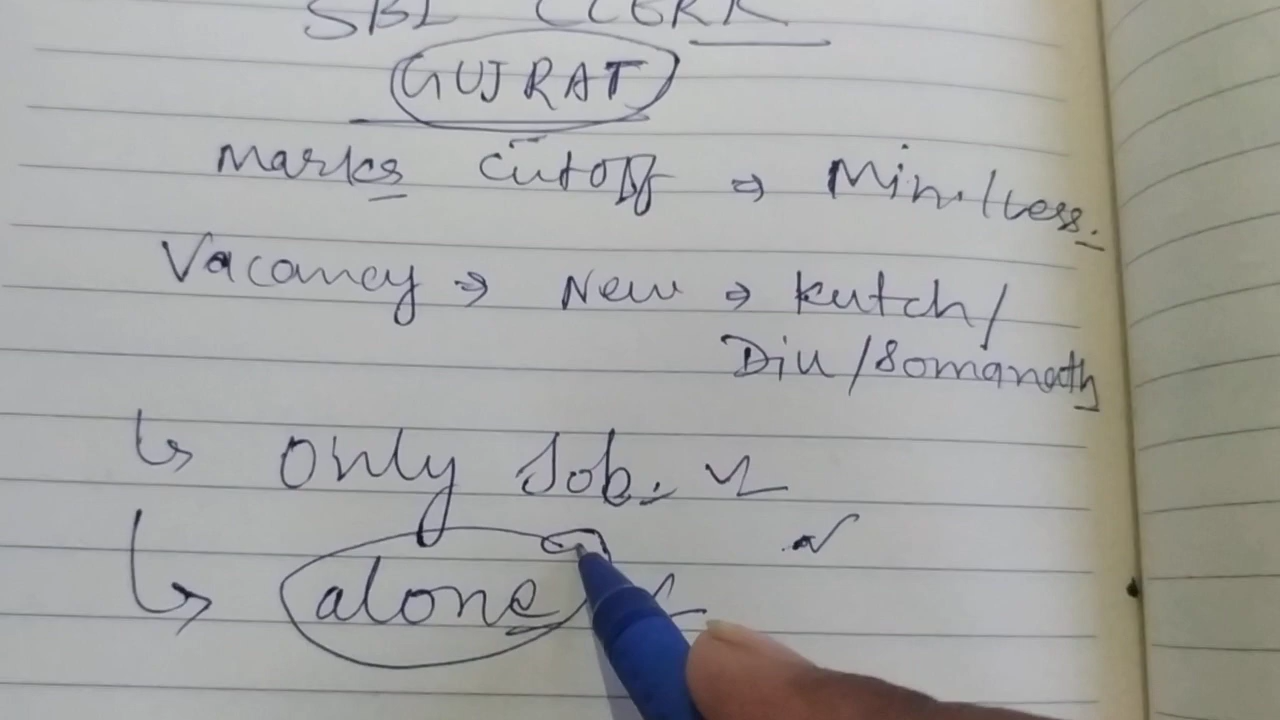 SBI CLERK
GUJRAT
Marks Cutoff ⇒ Min./Less.
Vacancy ⇒ New ⇒ Kutch/
Diu/Somanath
↳ Only Job. ✓
↳ alone ✓